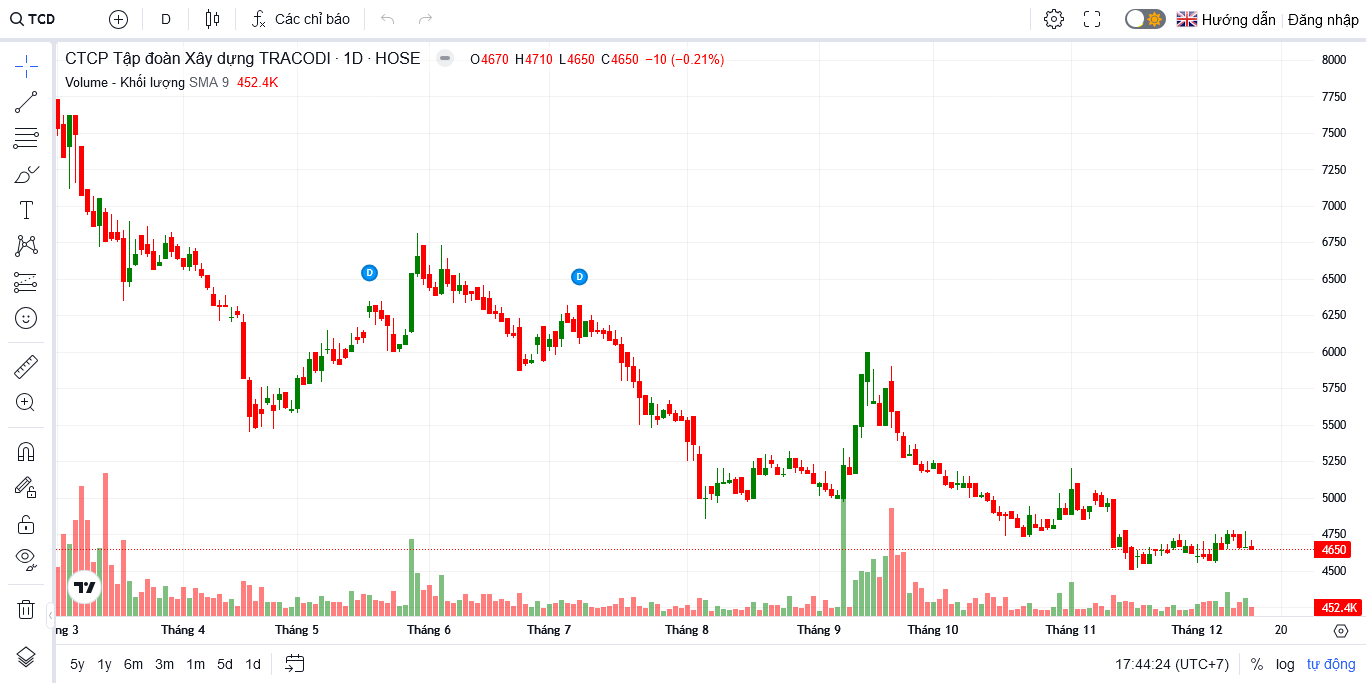 TCD D Các chỉ báo Hướng dẫn Đăng nhập
CTCP Tập đoàn Xây dựng TRACODI · 1D · HOSE O4670 H4710 L4650 C4650 −10 (−0.21%)
Volume - Khối lượng SMA 9 452.4K
8000
7750
7500
7250
7000
6750
6500
6250
6000
5750
5500
5250
5000
4750
4650
4500
452.4K
D
D
ng 3 Tháng 4 Tháng 5 Tháng 6 Tháng 7 Tháng 8 Tháng 9 Tháng 10 Tháng 11 Tháng 12 20
5y 1y 6m 3m 1m 5d 1d 17:44:24 (UTC+7) % log tự động